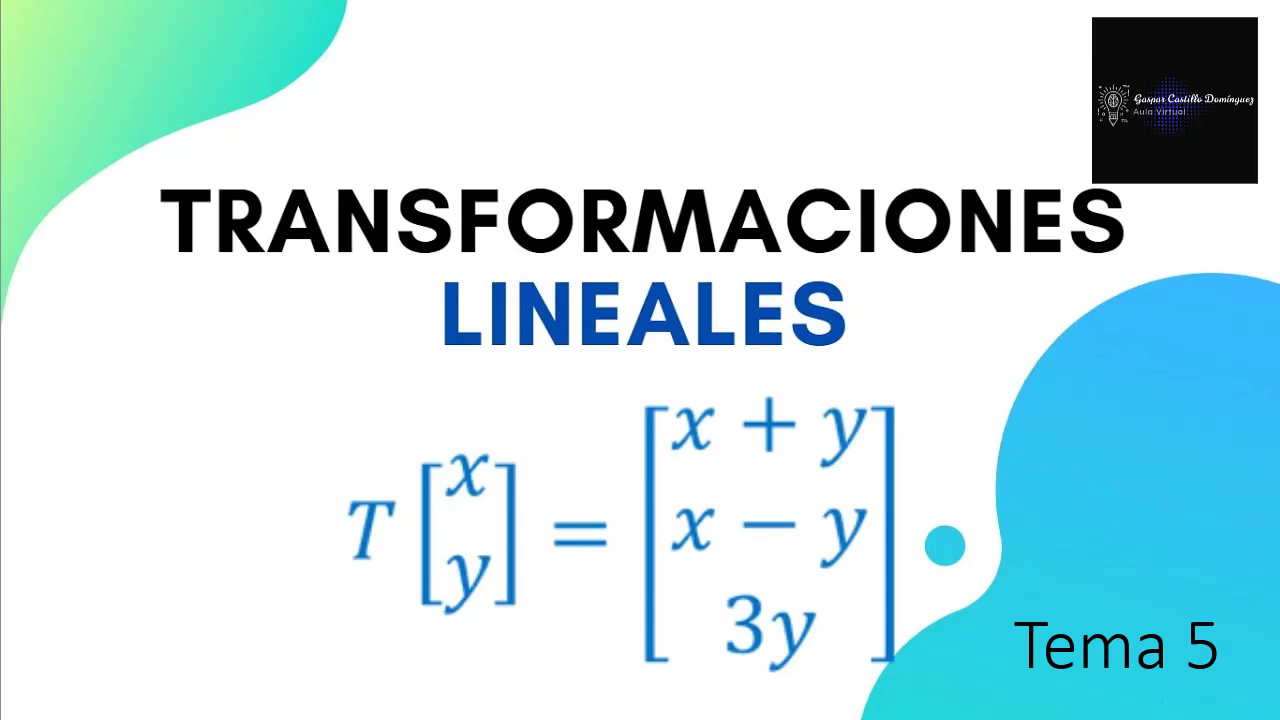 Gaspar Castillo Domínguez
Aula Virtual
TRANSFORMACIONES
LINEALES
T [x y] = [x + y x − y 3y]
Tema 5